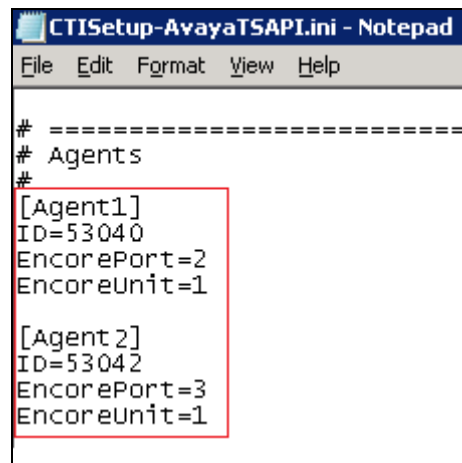 CTISetup-AvayaTSAPI.ini - Notepad
File Edit Format View Help
# ==========================
# Agents
#
[Agent1]
ID=53040
EncorePort=2
EncoreUnit=1
[Agent2]
ID=53042
EncorePort=3
EncoreUnit=1